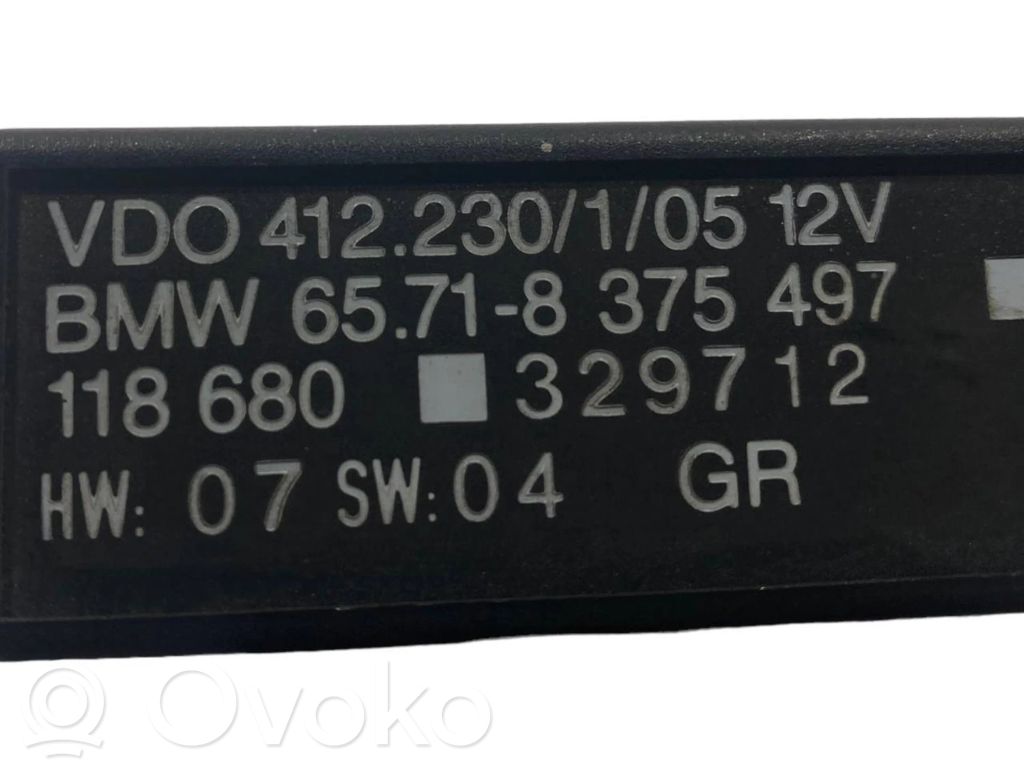 VDO 412.230/1/05 12V
BMW 65.71-8 375 497
118 680 329712
HW: 07 SW: 04 GR
Ovoko